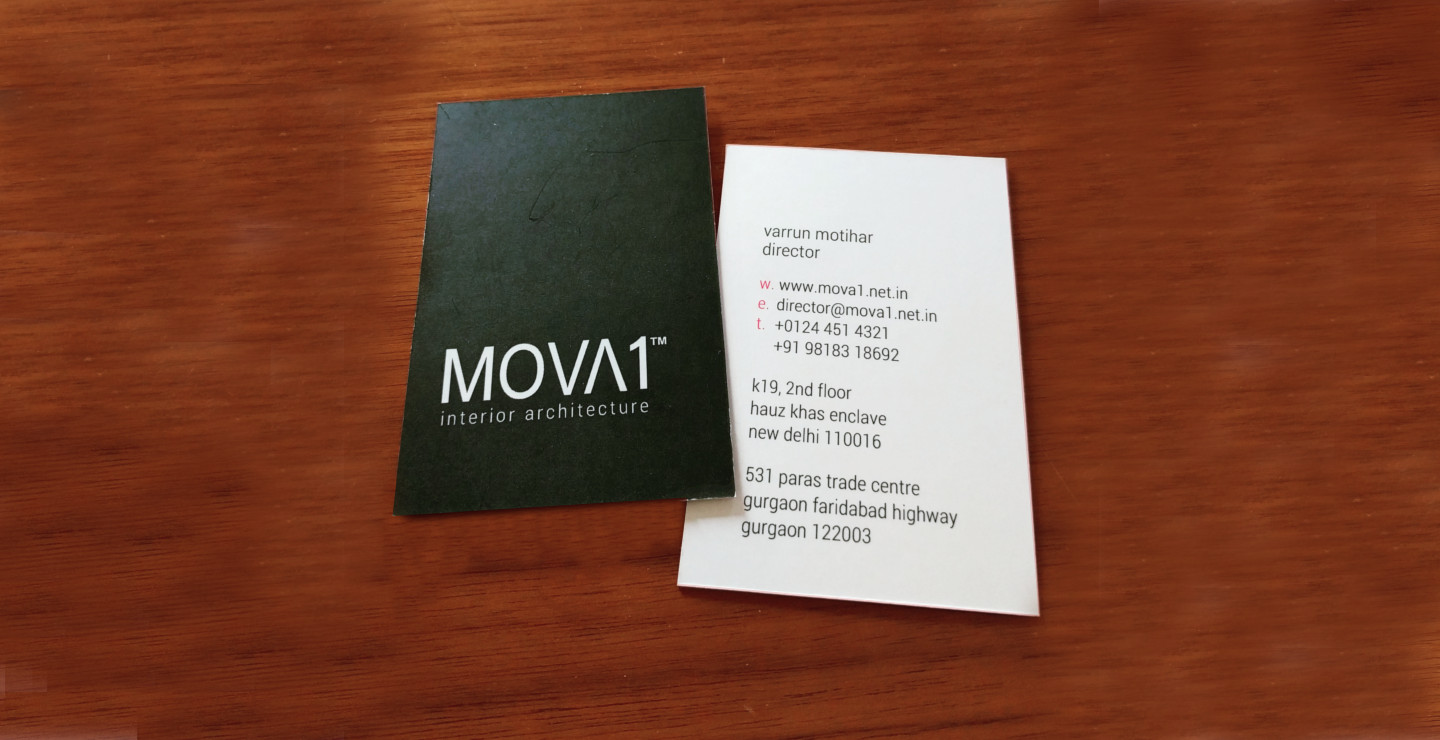 MOVA1™
interior architecture
varrun motihar
director
w. www.mova1.net.in
e. director@mova1.net.in
t. +0124 451 4321
+91 98183 18692
k19, 2nd floor
hauz khas enclave
new delhi 110016
531 paras trade centre
gurgaon faridabad highway
gurgaon 122003